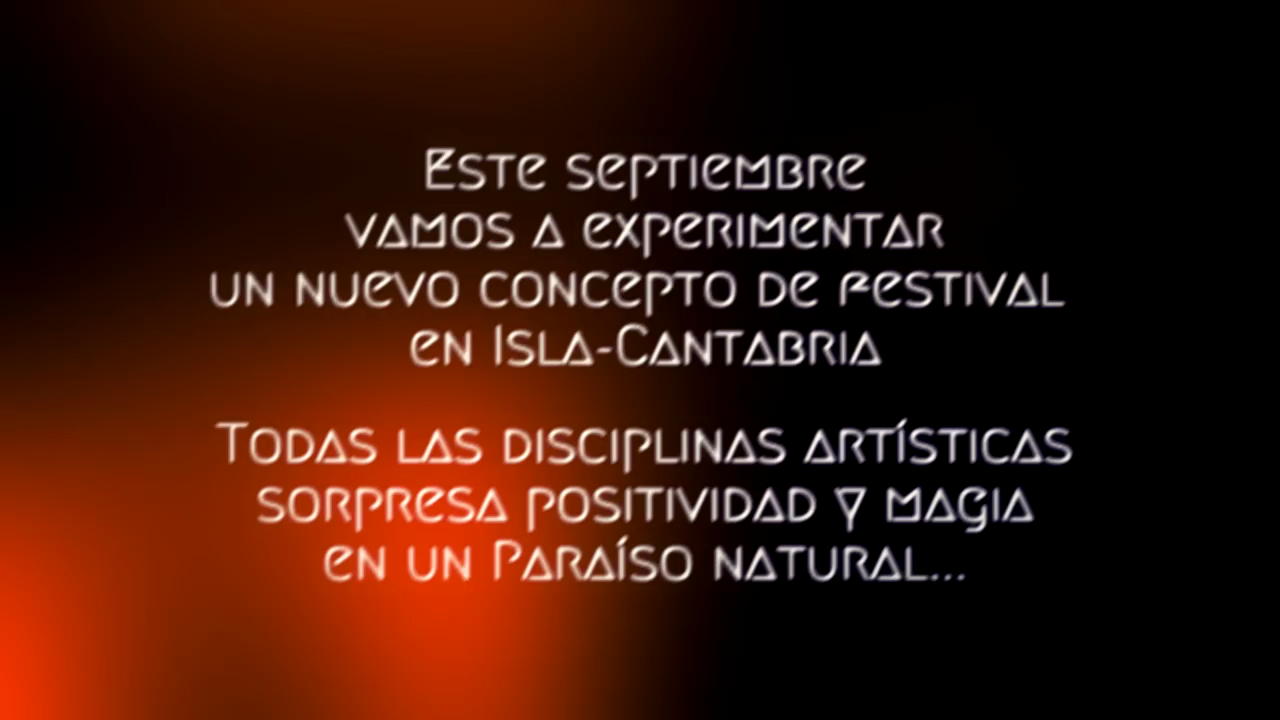 Este septiembre
vamos a experimentar
un nuevo concepto de festival
en Isla-Cantabria
Todas las disciplinas artísticas
sorpresa positividad y magia
en un Paraíso natural...